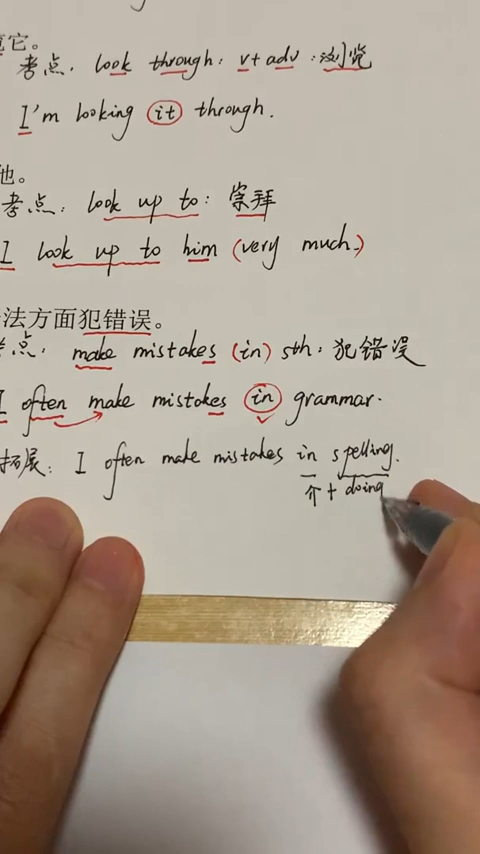 它。
考点：look through：v+adv：浏览
I'm looking it through.
他。
考点：look up to：崇拜
I look up to him (very much.)
法方面犯错误。
考点：make mistakes (in) sth：犯错误
I often make mistakes in grammar.
拓展：I often make mistakes in spelling.
介+doing